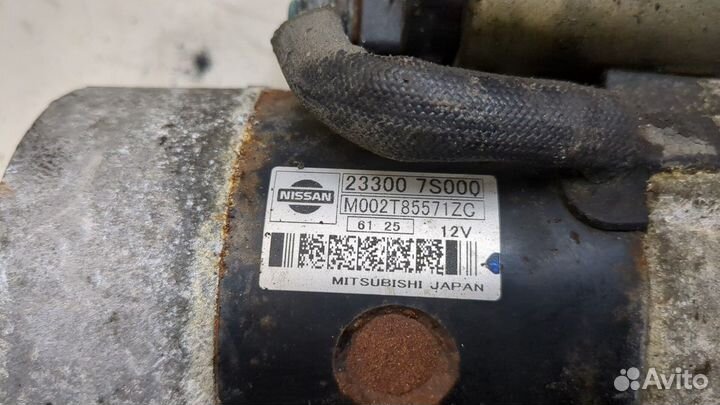 NISSAN
23300 7S000
M002T85571ZC
61 25 12V
MITSUBISHI JAPAN
Avito